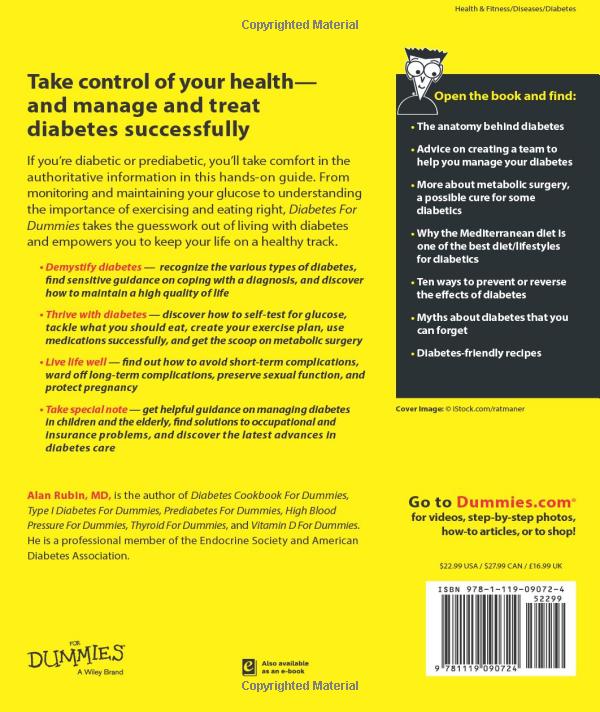 Health & Fitness/Diseases/Diabetes
Copyrighted Material
Take control of your health—
and manage and treat
diabetes successfully
If you're diabetic or prediabetic, you'll take comfort in the
authoritative information in this hands-on guide. From
monitoring and maintaining your glucose to understanding
the importance of exercising and eating right, Diabetes For
Dummies takes the guesswork out of living with diabetes
and empowers you to keep your life on a healthy track.
• Demystify diabetes — recognize the various types of diabetes,
find sensitive guidance on coping with a diagnosis, and discover
how to maintain a high quality of life
• Thrive with diabetes — discover how to self-test for glucose,
tackle what you should eat, create your exercise plan, use
medications successfully, and get the scoop on metabolic surgery
• Live life well — find out how to avoid short-term complications,
ward off long-term complications, preserve sexual function, and
protect pregnancy
• Take special note — get helpful guidance on managing diabetes
in children and the elderly, find solutions to occupational and
insurance problems, and discover the latest advances in
diabetes care
Alan Rubin, MD, is the author of Diabetes Cookbook For Dummies,
Type I Diabetes For Dummies, Prediabetes For Dummies, High Blood
Pressure For Dummies, Thyroid For Dummies, and Vitamin D For Dummies.
He is a professional member of the Endocrine Society and American
Diabetes Association.
Open the book and find:
• The anatomy behind diabetes
• Advice on creating a team to
help you manage your diabetes
• More about metabolic surgery,
a possible cure for some
diabetics
• Why the Mediterranean diet is
one of the best diet/lifestyles
for diabetics
• Ten ways to prevent or reverse
the effects of diabetes
• Myths about diabetes that you
can forget
• Diabetes-friendly recipes
Cover Image: © iStock.com/ratmaner
Go to Dummies.com®
for videos, step-by-step photos,
how-to articles, or to shop!
$22.99 USA / $27.99 CAN / £16.99 UK
ISBN 978-1-119-09072-4
52299
9 781119 090724
FOR
DUMMIES®
A Wiley Brand
e
Also available
as an e-book
Copyrighted Material